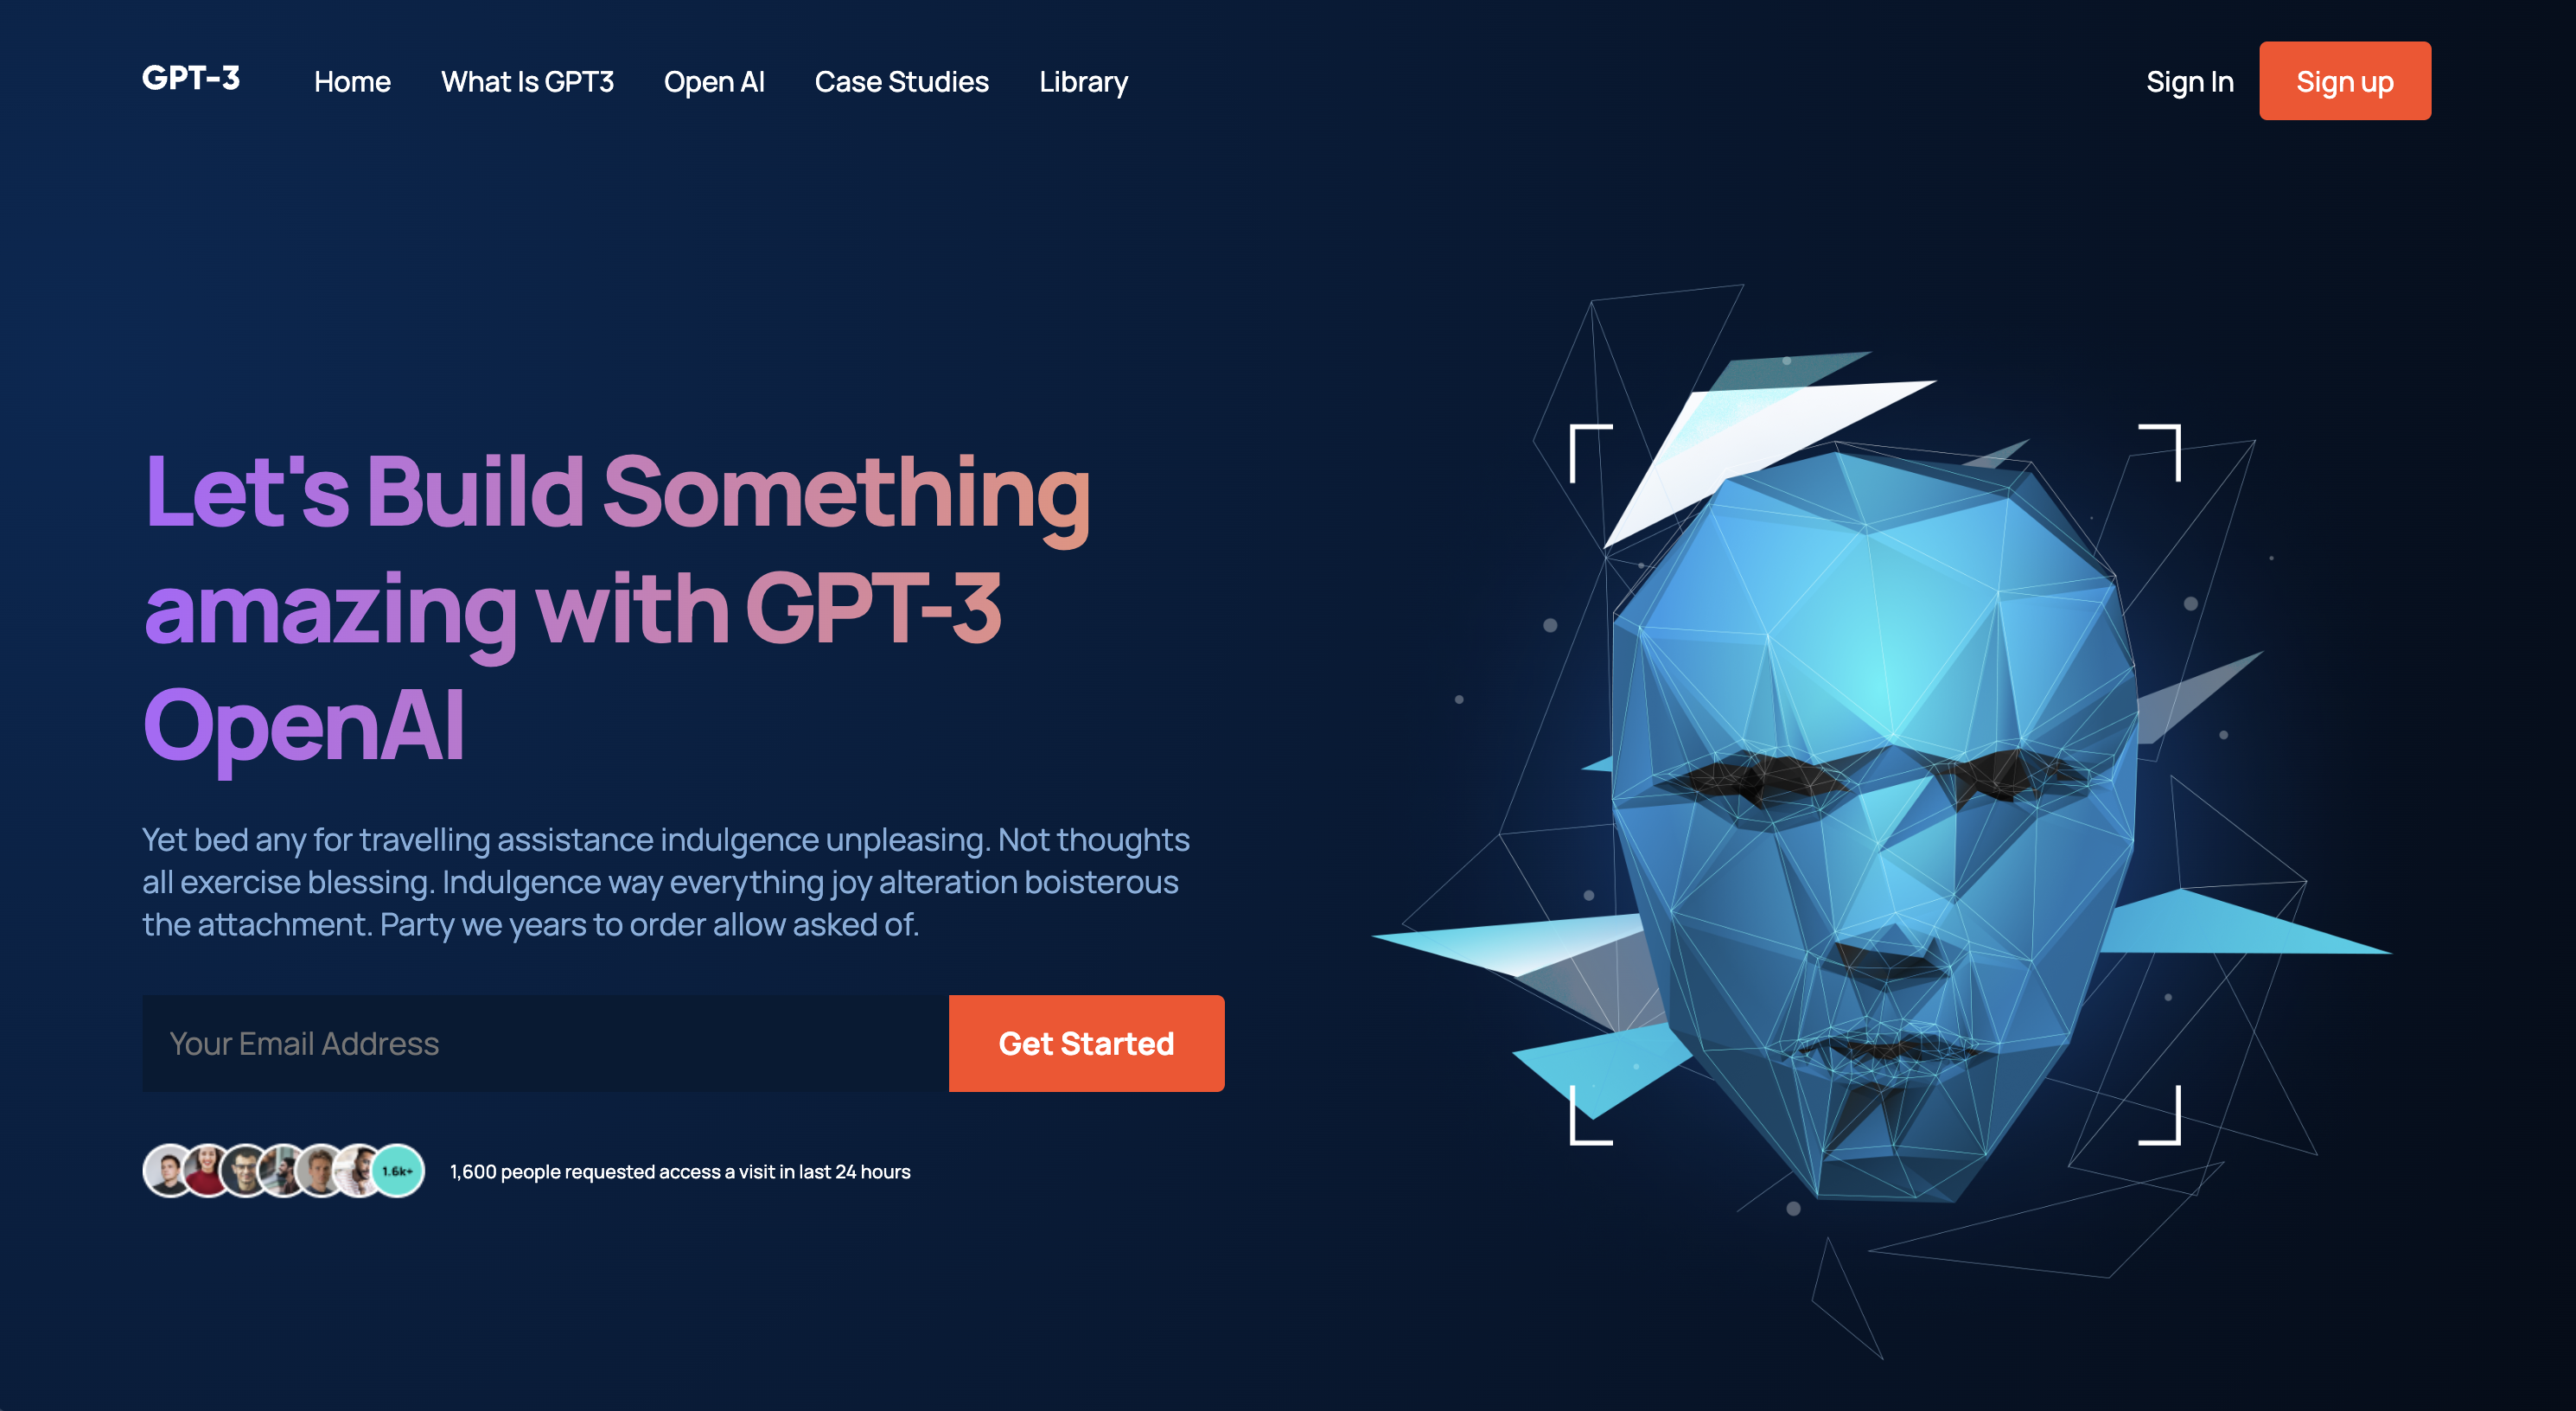 GPT-3
Home What Is GPT3 Open AI Case Studies Library
Sign In Sign up
Let's Build Something
amazing with GPT-3
OpenAI
Yet bed any for travelling assistance indulgence unpleasing. Not thoughts
all exercise blessing. Indulgence way everything joy alteration boisterous
the attachment. Party we years to order allow asked of.
Your Email Address
Get Started
1.6k+
1,600 people requested access a visit in last 24 hours